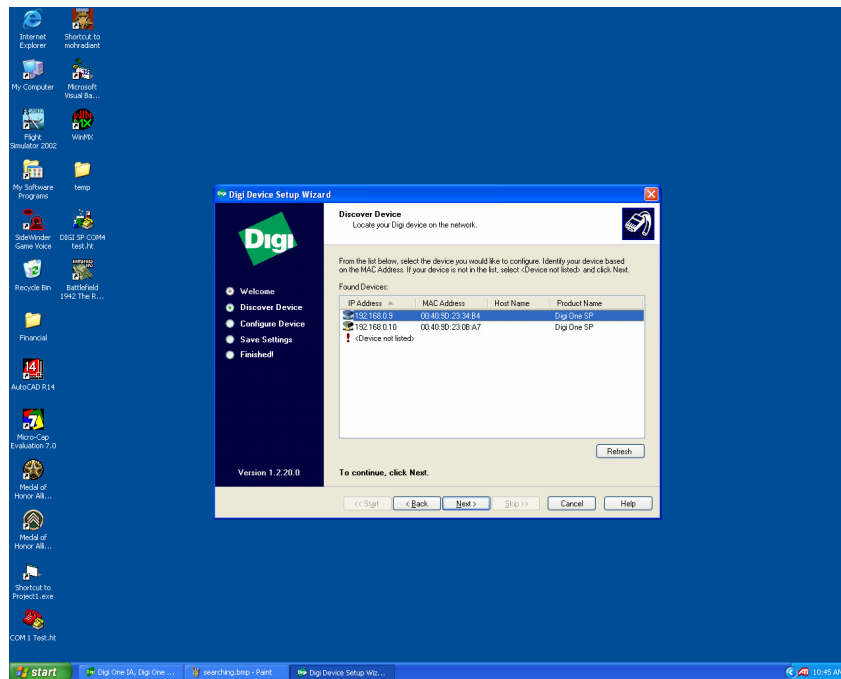 Internet
Explorer
Shortcut to
mohradiant
My Computer
Microsoft
Visual Ba...
Flight
Simulator 2002
WinMX
My Software
Programs
temp
SideWinder
Game Voice
DIGI SP COM4
test.ht
Recycle Bin
Battlefield
1942 The R...
Financial
AutoCAD R14
Micro-Cap
Evaluation 7.0
Medal of
Honor Alli...
Medal of
Honor Alli...
Shortcut to
Project1.exe
COM 1 Test.ht
Digi Device Setup Wizard
Digi
Welcome
Discover Device
Configure Device
Save Settings
Finished!
Version 1.2.20.0
Discover Device
Locate your Digi device on the network.
From the list below, select the device you would like to configure. Identify your device based
on the MAC Address. If your device is not in the list, select <Device not listed> and click Next.
Found Devices:
IP Address MAC Address Host Name Product Name
192.168.0.9 00:40:9D:23:34:B4 Digi One SP
192.168.0.10 00:40:9D:23:0B:A7 Digi One SP
<Device not listed>
Refresh
To continue, click Next.
<< Start < Back Next > Skip >> Cancel Help
start Digi One IA, Digi One ... searching.bmp - Paint Digi Device Setup Wiz... 10:45 AM